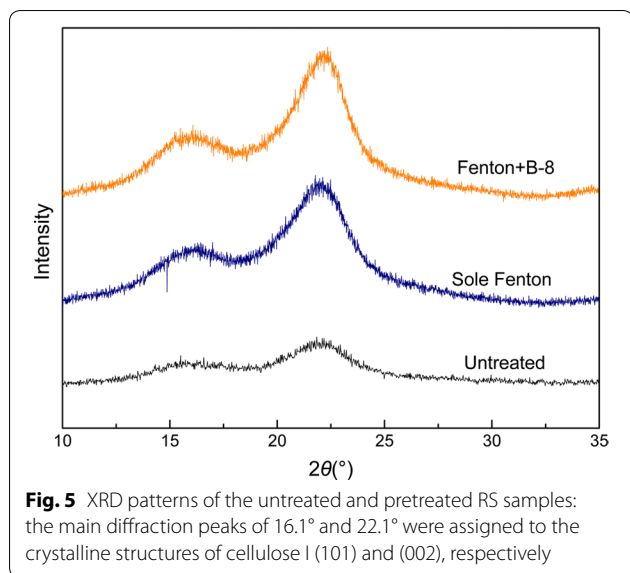 Fenton+B-8
Sole Fenton
Untreated
Intensity
10 15 20 25 30 35
2θ(°)
Fig. 5 XRD patterns of the untreated and pretreated RS samples:
the main diffraction peaks of 16.1° and 22.1° were assigned to the
crystalline structures of cellulose I (101) and (002), respectively